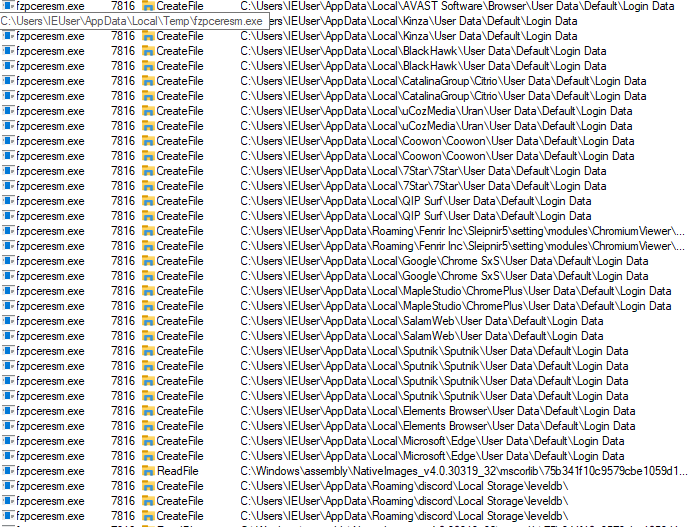 fzpceresm.exe 7816 CreateFile C:\Users\IEUser\AppData\Local\AVAST Software\Browser\User Data\Default\Login Data
C:\Users\IEUser\AppData\Local\Temp\fzpceresm.exe \Users\IEUser\AppData\Local\Kinza\User Data\Default\Login Data
fzpceresm.exe 7816 CreateFile C:\Users\IEUser\AppData\Local\Kinza\User Data\Default\Login Data
fzpceresm.exe 7816 CreateFile C:\Users\IEUser\AppData\Local\BlackHawk\User Data\Default\Login Data
fzpceresm.exe 7816 CreateFile C:\Users\IEUser\AppData\Local\BlackHawk\User Data\Default\Login Data
fzpceresm.exe 7816 CreateFile C:\Users\IEUser\AppData\Local\CatalinaGroup\Citrio\User Data\Default\Login Data
fzpceresm.exe 7816 CreateFile C:\Users\IEUser\AppData\Local\CatalinaGroup\Citrio\User Data\Default\Login Data
fzpceresm.exe 7816 CreateFile C:\Users\IEUser\AppData\Local\uCozMedia\Uran\User Data\Default\Login Data
fzpceresm.exe 7816 CreateFile C:\Users\IEUser\AppData\Local\uCozMedia\Uran\User Data\Default\Login Data
fzpceresm.exe 7816 CreateFile C:\Users\IEUser\AppData\Local\Coowon\Coowon\User Data\Default\Login Data
fzpceresm.exe 7816 CreateFile C:\Users\IEUser\AppData\Local\Coowon\Coowon\User Data\Default\Login Data
fzpceresm.exe 7816 CreateFile C:\Users\IEUser\AppData\Local\7Star\7Star\User Data\Default\Login Data
fzpceresm.exe 7816 CreateFile C:\Users\IEUser\AppData\Local\7Star\7Star\User Data\Default\Login Data
fzpceresm.exe 7816 CreateFile C:\Users\IEUser\AppData\Local\QIP Surf\User Data\Default\Login Data
fzpceresm.exe 7816 CreateFile C:\Users\IEUser\AppData\Local\QIP Surf\User Data\Default\Login Data
fzpceresm.exe 7816 CreateFile C:\Users\IEUser\AppData\Roaming\Fenrir Inc\Sleipnir5\setting\modules\ChromiumViewer\...
fzpceresm.exe 7816 CreateFile C:\Users\IEUser\AppData\Roaming\Fenrir Inc\Sleipnir5\setting\modules\ChromiumViewer\...
fzpceresm.exe 7816 CreateFile C:\Users\IEUser\AppData\Local\Google\Chrome SxS\User Data\Default\Login Data
fzpceresm.exe 7816 CreateFile C:\Users\IEUser\AppData\Local\Google\Chrome SxS\User Data\Default\Login Data
fzpceresm.exe 7816 CreateFile C:\Users\IEUser\AppData\Local\MapleStudio\ChromePlus\User Data\Default\Login Data
fzpceresm.exe 7816 CreateFile C:\Users\IEUser\AppData\Local\MapleStudio\ChromePlus\User Data\Default\Login Data
fzpceresm.exe 7816 CreateFile C:\Users\IEUser\AppData\Local\SalamWeb\User Data\Default\Login Data
fzpceresm.exe 7816 CreateFile C:\Users\IEUser\AppData\Local\SalamWeb\User Data\Default\Login Data
fzpceresm.exe 7816 CreateFile C:\Users\IEUser\AppData\Local\Sputnik\Sputnik\User Data\Default\Login Data
fzpceresm.exe 7816 CreateFile C:\Users\IEUser\AppData\Local\Sputnik\Sputnik\User Data\Default\Login Data
fzpceresm.exe 7816 CreateFile C:\Users\IEUser\AppData\Local\Sputnik\Sputnik\User Data\Default\Login Data
fzpceresm.exe 7816 CreateFile C:\Users\IEUser\AppData\Local\Sputnik\Sputnik\User Data\Default\Login Data
fzpceresm.exe 7816 CreateFile C:\Users\IEUser\AppData\Local\Elements Browser\User Data\Default\Login Data
fzpceresm.exe 7816 CreateFile C:\Users\IEUser\AppData\Local\Elements Browser\User Data\Default\Login Data
fzpceresm.exe 7816 CreateFile C:\Users\IEUser\AppData\Local\Microsoft\Edge\User Data\Default\Login Data
fzpceresm.exe 7816 CreateFile C:\Users\IEUser\AppData\Local\Microsoft\Edge\User Data\Default\Login Data
fzpceresm.exe 7816 ReadFile C:\Windows\assembly\NativeImages_v4.0.30319_32\mscorlib\75b341f10c9579cbe1059d1...
fzpceresm.exe 7816 CreateFile C:\Users\IEUser\AppData\Roaming\discord\Local Storage\leveldb\
fzpceresm.exe 7816 CreateFile C:\Users\IEUser\AppData\Roaming\discord\Local Storage\leveldb\
fzpceresm.exe 7816 CreateFile C:\Users\IEUser\AppData\Roaming\discord\Local Storage\leveldb\